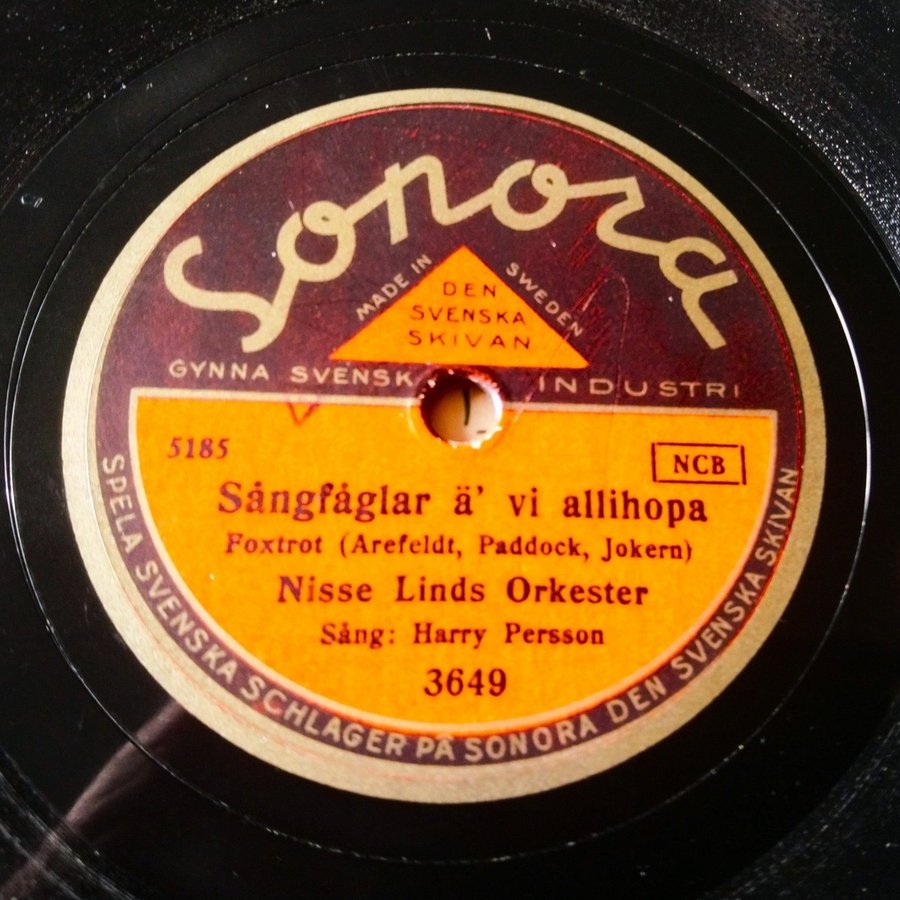 Sonora
MADE IN SWEDEN
DEN
SVENSKA
SKIVAN
GYNNA SVENSK INDUSTRI
5185
NCB
Sångfåglar ä' vi allihopa
Foxtrot (Arefeldt, Paddock, Jokern)
Nisse Linds Orkester
Sång: Harry Persson
3649
SPELA SVENSKA SCHLAGER PÅ SONORA DEN SVENSKA SKIVAN